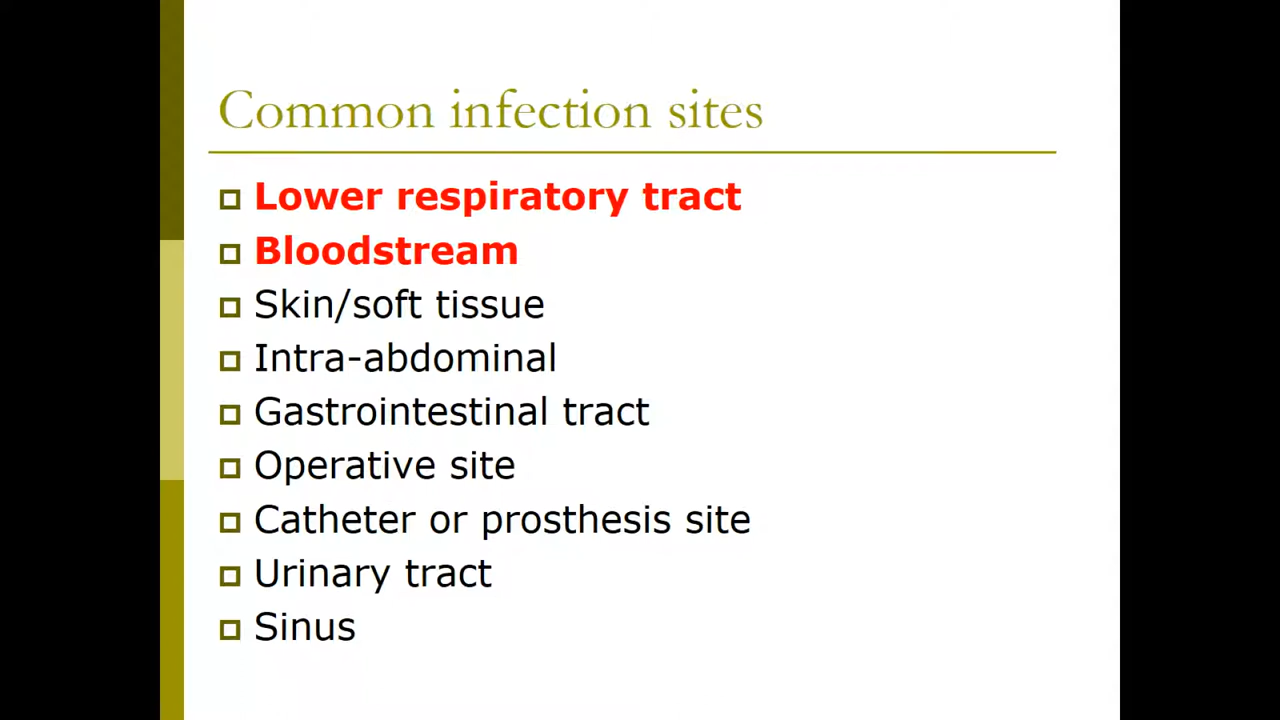 Common infection sites
Lower respiratory tract
Bloodstream
Skin/soft tissue
Intra-abdominal
Gastrointestinal tract
Operative site
Catheter or prosthesis site
Urinary tract
Sinus